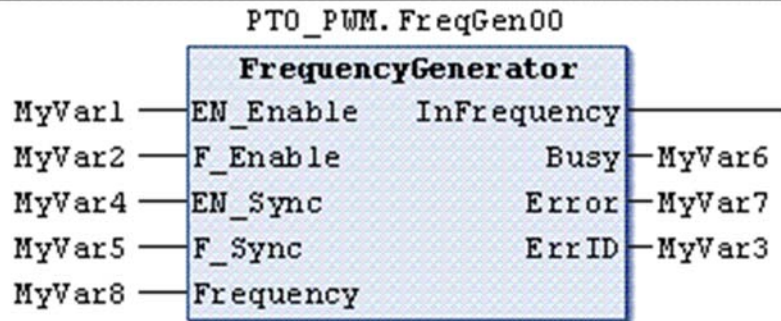 PTO_PWM.FreqGen00
FrequencyGenerator
MyVar1 EN_Enable InFrequency
MyVar2 F_Enable Busy MyVar6
MyVar4 EN_Sync Error MyVar7
MyVar5 F_Sync ErrID MyVar3
MyVar8 Frequency